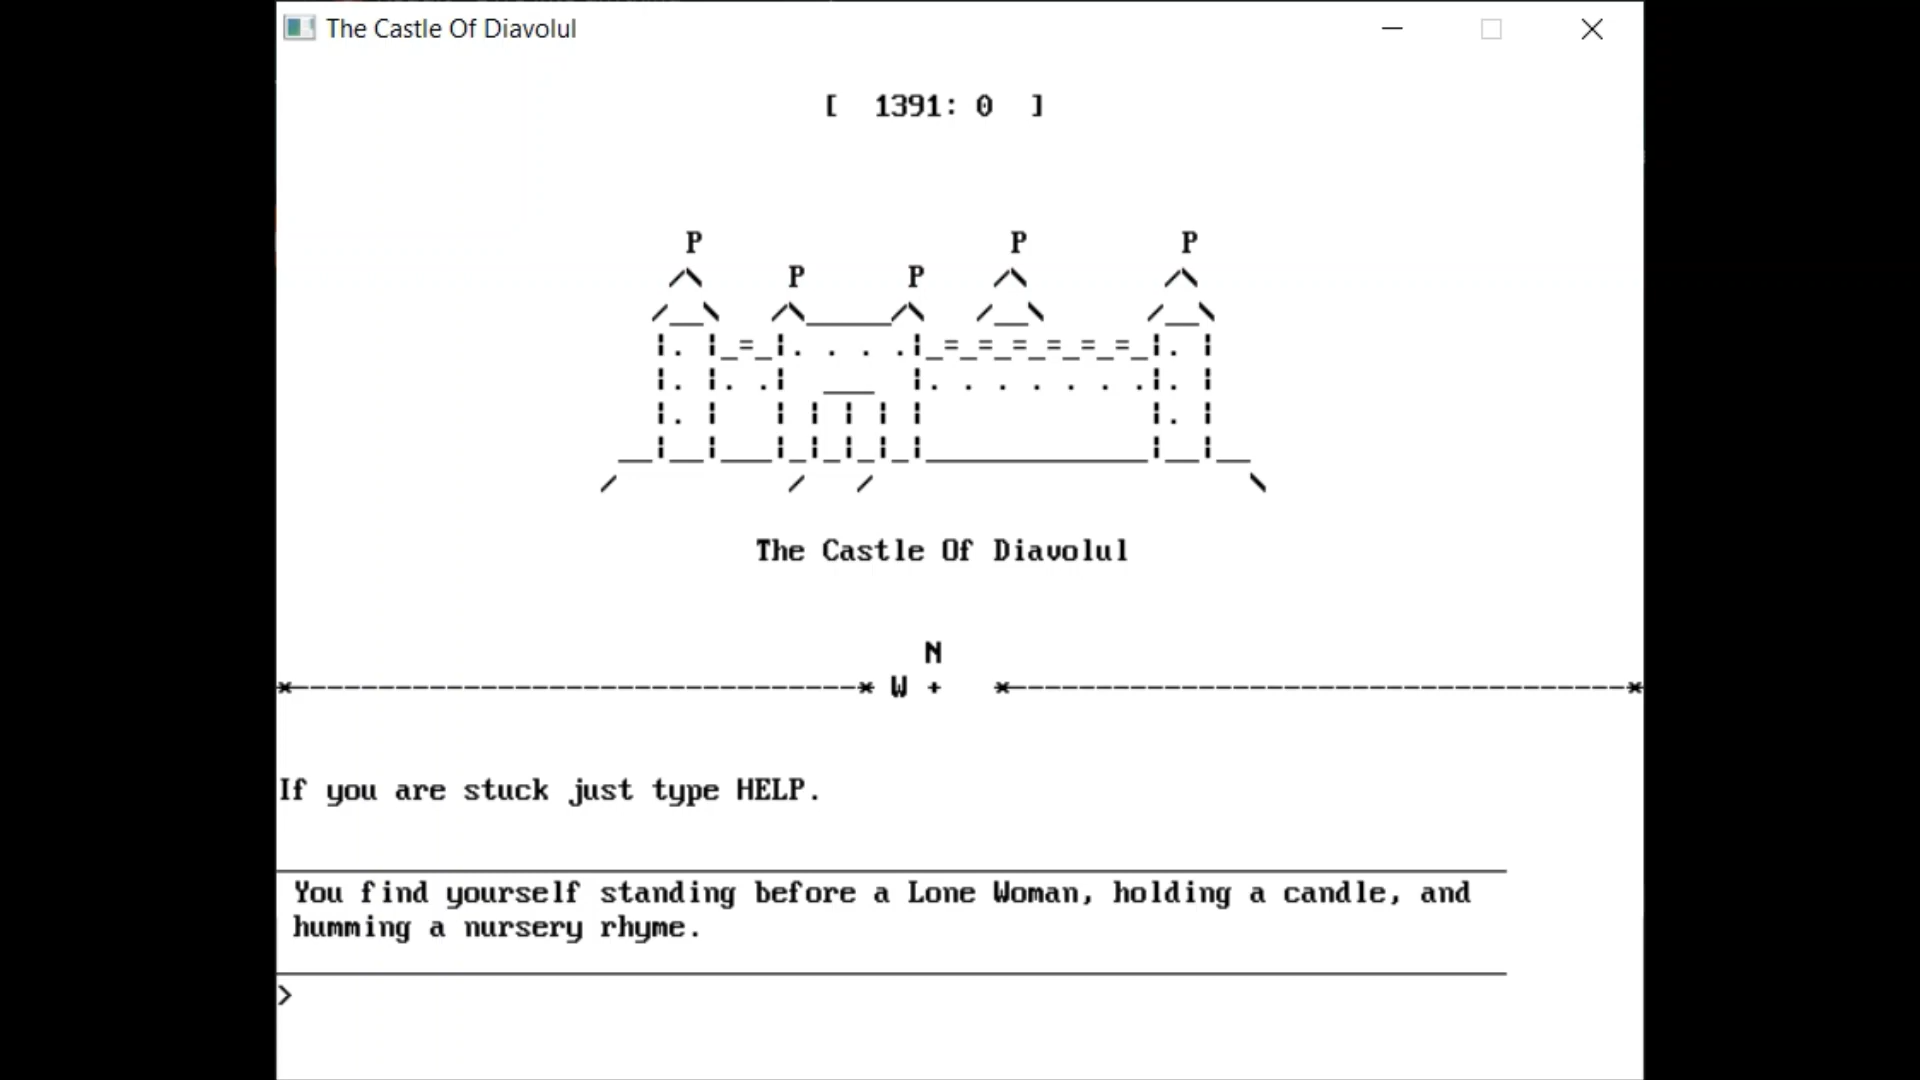 The Castle Of Diavolul
[ 1391: 0 ]
P P P
P P
The Castle Of Diavolul
N
W +
If you are stuck just type HELP.
You find yourself standing before a Lone Woman, holding a candle, and
humming a nursery rhyme.
>